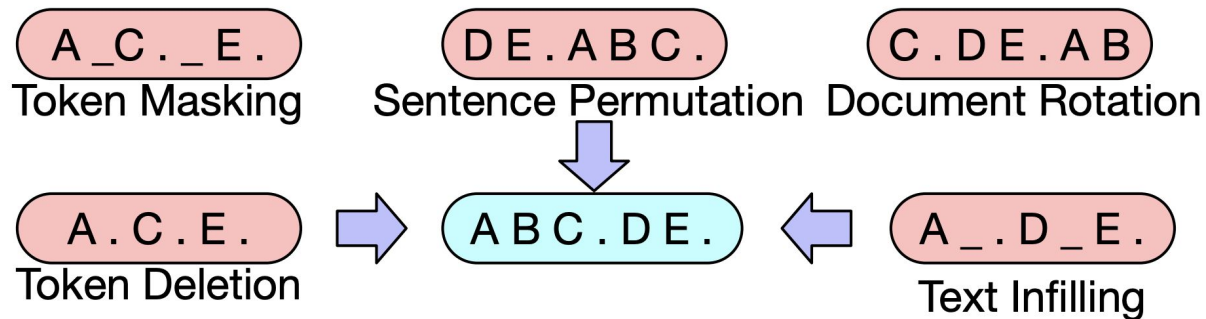 A _C . _ E .
D E . A B C .
C . D E . A B
Token Masking
Sentence Permutation
Document Rotation
A . C . E .
A B C . D E .
A _ . D _ E .
Token Deletion
Text Infilling